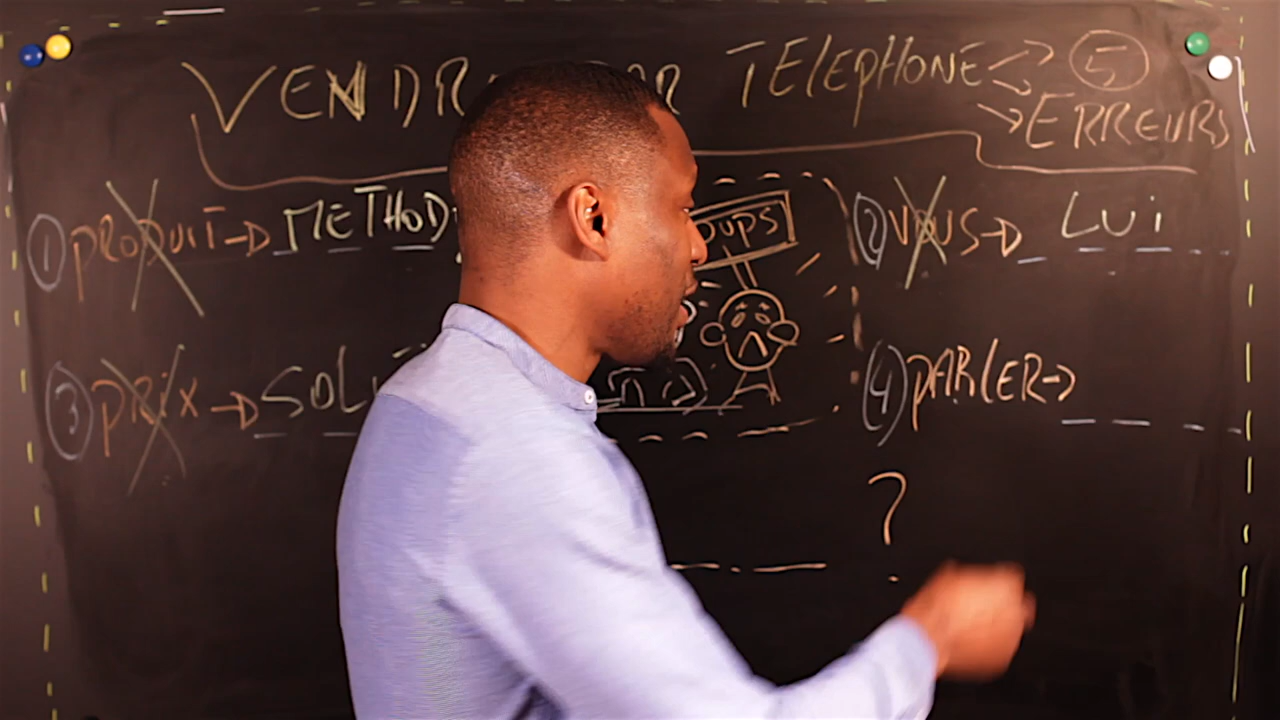 VENDR TELEPHONE 5
ERREURS
1 PRODUIT → METHOD
OUPS
2 VOUS → LUi
3 PRiX → SOL
4 PARLER →
?